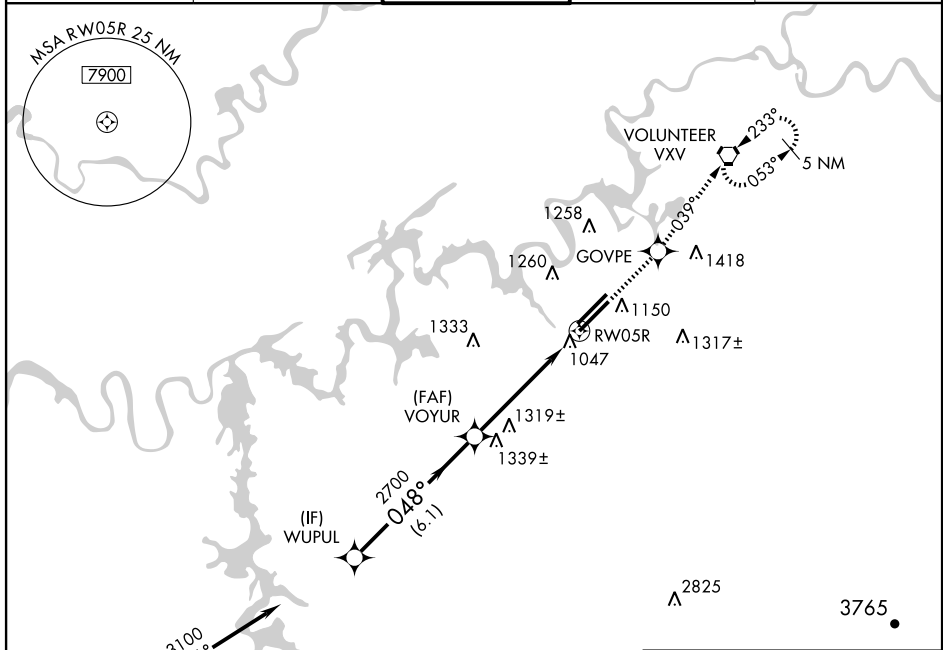 MSA RW05R 25 NM
7900
VOLUNTEER
VXV
233°
053°
5 NM
039°
1258
GOVPE
1418
1260
1150
RW05R
1317±
1333
1047
(FAF)
VOYUR
1319±
1339±
2700
048°
(6.1)
(IF)
WUPUL
2825
3765
3100